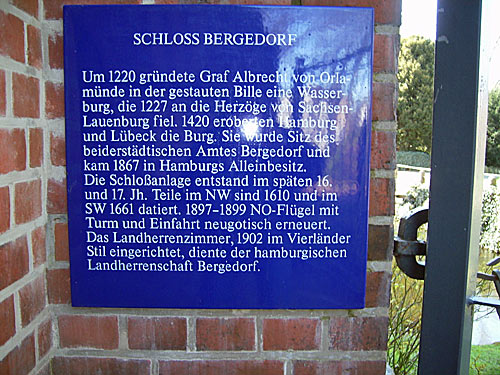 SCHLOSS BERGEDORF
Um 1220 gründete Graf Albrecht von Orla-
münde in der gestauten Bille eine Wasser-
burg, die 1227 an die Herzöge von Sachsen-
Lauenburg fiel. 1420 eroberten Hamburg
und Lübeck die Burg. Sie wurde Sitz des
beiderstädtischen Amtes Bergedorf und
kam 1867 in Hamburgs Alleinbesitz.
Die Schloßanlage entstand im späten 16.
und 17. Jh. Teile im NW sind 1610 und im
SW 1661 datiert. 1897-1899 NO-Flügel mit
Turm und Einfahrt neugotisch erneuert.
Das Landherrenzimmer, 1902 im Vierländer
Stil eingerichtet, diente der hamburgischen
Landherrenschaft Bergedorf.